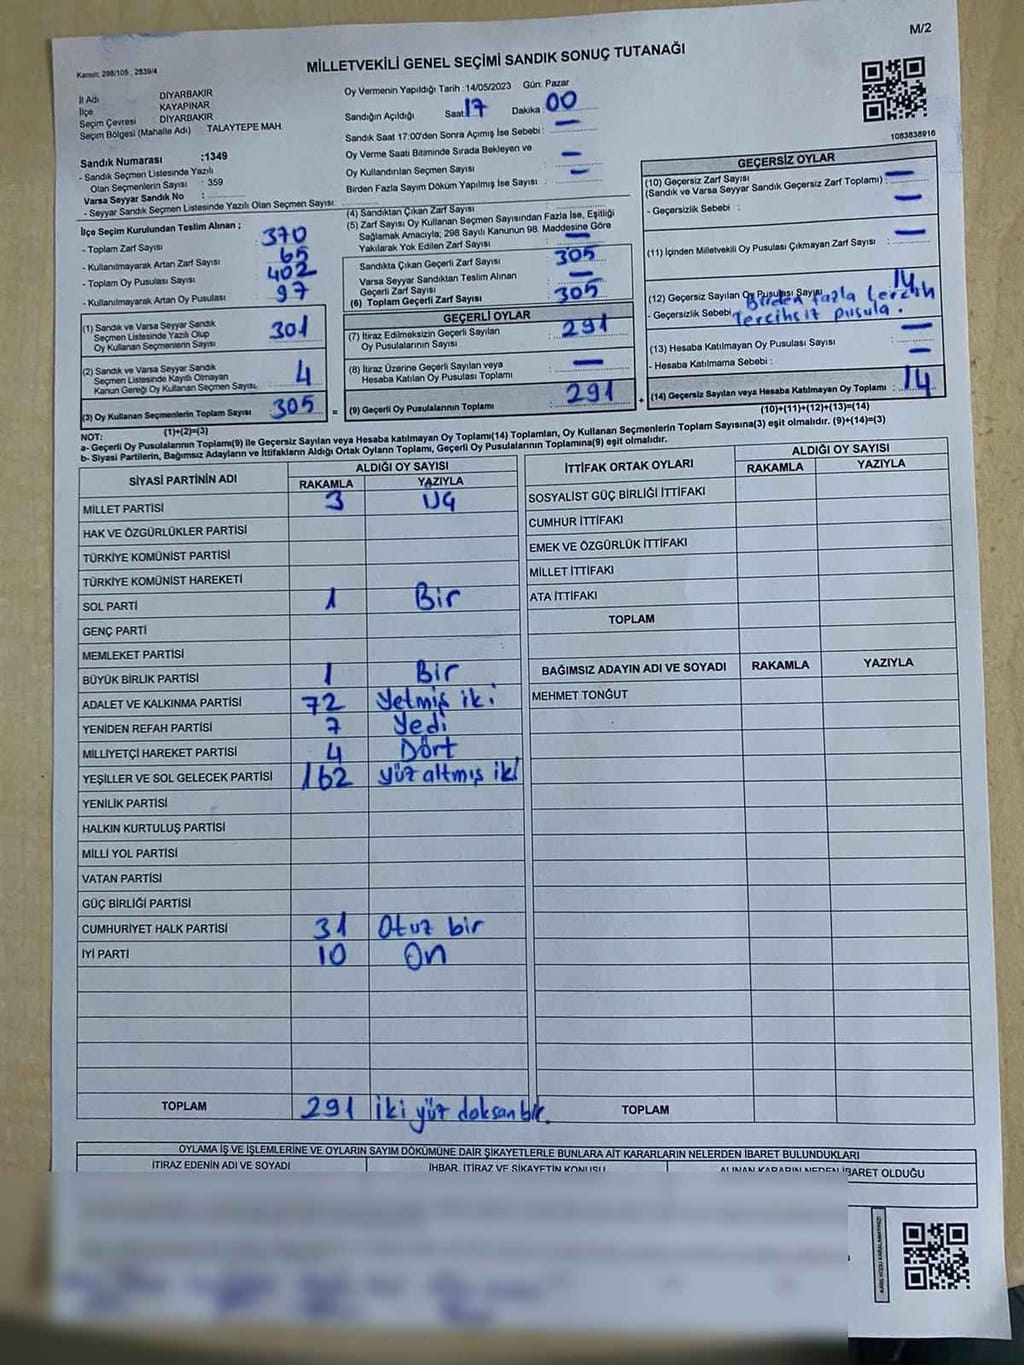 M/2
Kanun: 298/105 , 2839/4
MİLLETVEKİLİ GENEL SEÇİMİ SANDIK SONUÇ TUTANAĞI
İl Adı DİYARBAKIR
İlçe KAYAPINAR
Seçim Çevresi DİYARBAKIR
Seçim Bölgesi (Mahalle Adı) TALAYTEPE MAH.
Sandık Numarası :1349
- Sandık Seçmen Listesinde Yazılı
Olan Seçmenlerin Sayısı : 359
Varsa Seyyar Sandık No :
- Seyyar Sandık Seçmen Listesinde Yazılı Olan Seçmen Sayısı:
Oy Vermenin Yapıldığı Tarih :14/05/2023 Gün: Pazar
Sandığın Açıldığı Saat: 17 Dakika : 00
Sandık Saat 17:00'den Sonra Açımış İse Sebebi : —
Oy Verme Saati Bitiminde Sırada Bekleyen ve
Oy Kullandırılan Seçmen Sayısı —
Birden Fazla Sayım Döküm Yapılmış İse Sayısı : —
1083838916
İlçe Seçim Kurulundan Teslim Alınan ;
- Toplam Zarf Sayısı : 370
- Kullanılmayarak Artan Zarf Sayısı : 65
- Toplam Oy Pusulası Sayısı : 402
- Kullanılmayarak Artan Oy Pusulası : 97
(1) Sandık ve Varsa Seyyar Sandık
Seçmen Listesinde Yazılı Olup
Oy Kullanan Seçmenlerin Sayısı : 301
(2) Sandık ve Varsa Seyyar Sandık
Seçmen Listesinde Kayıtlı Olmayan
Kanun Gereği Oy Kullanan Seçmen Sayısı : 4
(3) Oy Kullanan Seçmenlerin Toplam Sayısı : 305
(1)+(2)=(3)
(4) Sandıktan Çıkan Zarf Sayısı
(5) Zarf Sayısı Oy Kullanan Seçmen Sayısından Fazla İse, Eşitliği
Sağlamak Amacıyla; 298 Sayılı Kanunun 98. Maddesine Göre
Yakılarak Yok Edilen Zarf Sayısı : —
Sandıkta Çıkan Geçerli Zarf Sayısı 305
Varsa Seyyar Sandıktan Teslim Alınan
Geçerli Zarf Sayısı —
(6) Toplam Geçerli Zarf Sayısı 305
GEÇERLİ OYLAR
(7) İtiraz Edilmeksizin Geçerli Sayılan
Oy Pusulalarının Sayısı : 291
(8) İtiraz Üzerine Geçerli Sayılan veya
Hesaba Katılan Oy Pusulası Toplamı : —
= (9) Geçerli Oy Pusulalarının Toplamı : 291 +
GEÇERSİZ OYLAR
(10) Geçersiz Zarf Sayısı
(Sandık ve Varsa Seyyar Sandık Geçersiz Zarf Toplamı) : —
- Geçersizlik Sebebi : —
(11) İçinden Milletvekili Oy Pusulası Çıkmayan Zarf Sayısı : —
(12) Geçersiz Sayılan Oy Pusulası Sayısı 14
- Geçersizlik Sebebi Birden fazla tercih
tercihsiz pusula.
(13) Hesaba Katılmayan Oy Pusulası Sayısı : —
- Hesaba Katılmama Sebebi : —
(14) Geçersiz Sayılan veya Hesaba Katılmayan Oy Toplamı : 14
(10)+(11)+(12)+(13)=(14)
NOT:
a- Geçerli Oy Pusulalarının Toplamı(9) ile Geçersiz Sayılan veya Hesaba katılmayan Oy Toplamı(14) Toplamları, Oy Kullanan Seçmenlerin Toplam Sayısına(3) eşit olmalıdır. (9)+(14)=(3)
b- Siyasi Partilerin, Bağımsız Adayların ve İttifakların Aldığı Ortak Oyların Toplamı, Geçerli Oy Pusulalarının Toplamına(9) eşit olmalıdır.
SİYASİ PARTİNİN ADI ALDIĞI OY SAYISI
RAKAMLA YAZIYLA
MİLLET PARTİSİ 3 Üç
HAK VE ÖZGÜRLÜKLER PARTİSİ
TÜRKİYE KOMÜNİST PARTİSİ
TÜRKİYE KOMÜNİST HAREKETİ
SOL PARTİ 1 Bir
GENÇ PARTİ
MEMLEKET PARTİSİ
BÜYÜK BİRLİK PARTİSİ 1 Bir
ADALET VE KALKINMA PARTİSİ 72 Yetmiş iki
YENİDEN REFAH PARTİSİ 7 Yedi
MİLLİYETÇİ HAREKET PARTİSİ 4 Dört
YEŞİLLER VE SOL GELECEK PARTİSİ 162 yüz altmış iki
YENİLİK PARTİSİ
HALKIN KURTULUŞ PARTİSİ
MİLLİ YOL PARTİSİ
VATAN PARTİSİ
GÜÇ BİRLİĞİ PARTİSİ
CUMHURİYET HALK PARTİSİ 31 Otuz bir
İYİ PARTİ 10 On
TOPLAM 291 iki yüz doksan bir.
İTTİFAK ORTAK OYLARI ALDIĞI OY SAYISI
RAKAMLA YAZIYLA
SOSYALİST GÜÇ BİRLİĞİ İTTİFAKI
CUMHUR İTTİFAKI
EMEK VE ÖZGÜRLÜK İTTİFAKI
MİLLET İTTİFAKI
ATA İTTİFAKI
TOPLAM
BAĞIMSIZ ADAYIN ADI VE SOYADI RAKAMLA YAZIYLA
MEHMET TONĞUT
TOPLAM
OYLAMA İŞ VE İŞLEMLERİNE VE OYLARIN SAYIM DÖKÜMÜNE DAİR ŞİKAYETLERLE BUNLARA AİT KARARLARIN NELERDEN İBARET BULUNDUKLARI
İTİRAZ EDENİN ADI VE SOYADI İHBAR, İTİRAZ VE ŞİKAYETİN KONUSU ALINAN KARARIN NEDEN İBARET OLDUĞU